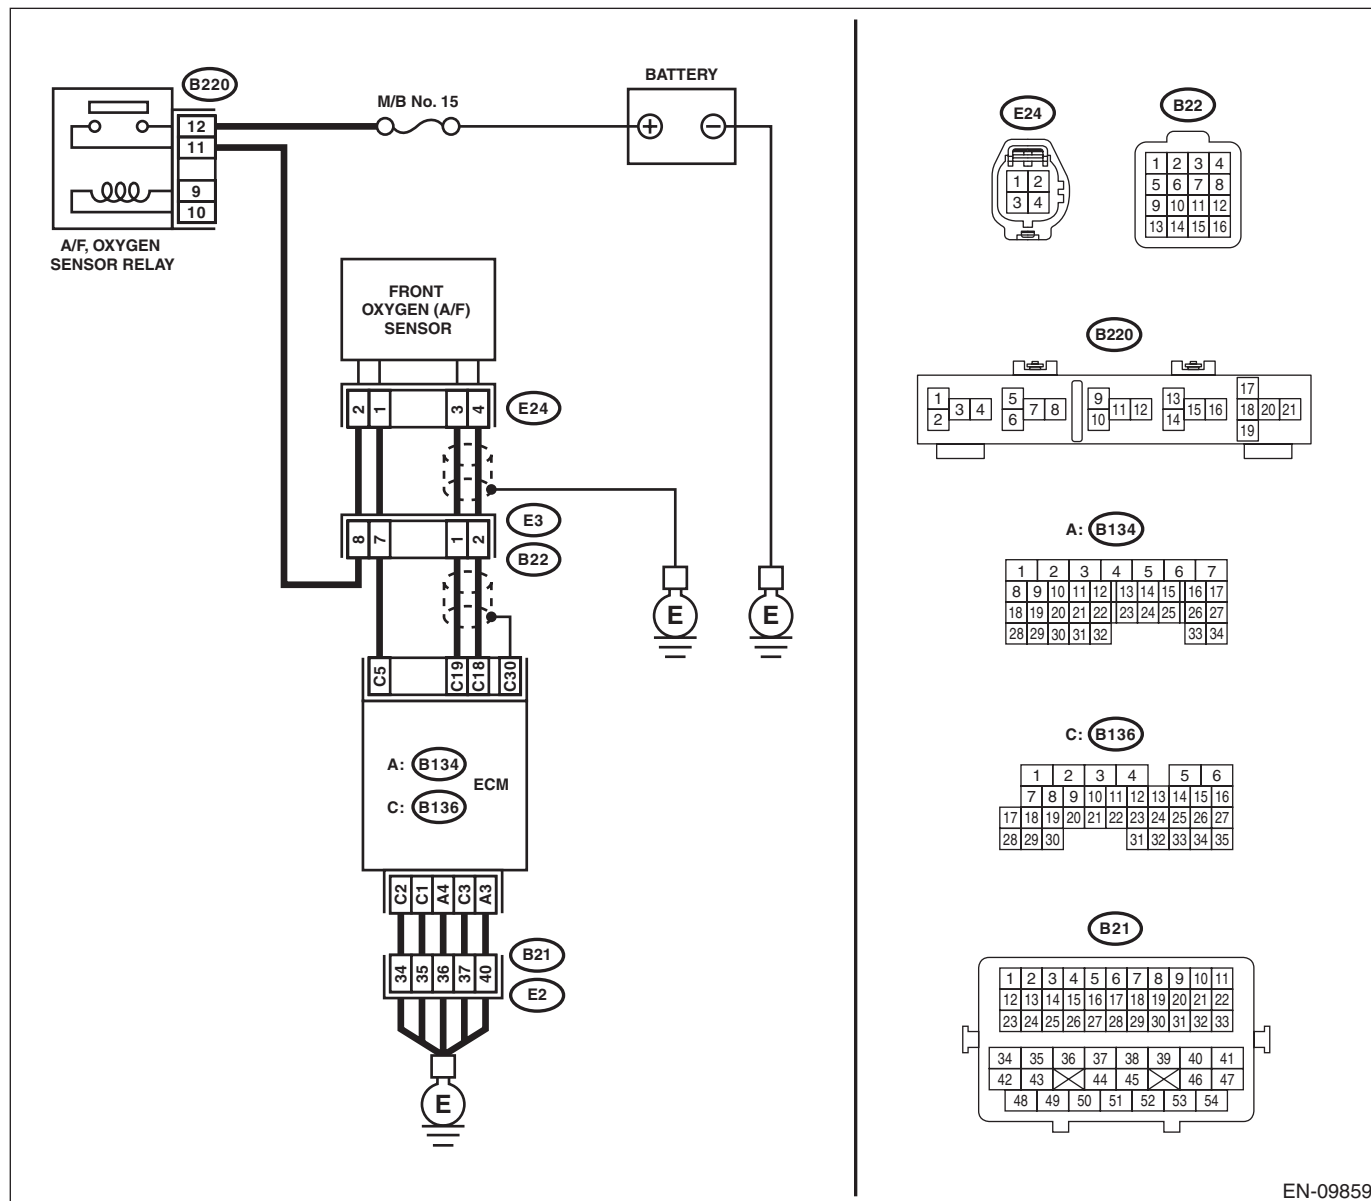 B220
12
11
9
10
A/F, OXYGEN
SENSOR RELAY
M/B No. 15
BATTERY
+ −
FRONT
OXYGEN (A/F)
SENSOR
2 1 3 4
E24
E3
8 7 1 2
B22
E E
C5 C19 C18 C30
A: B134
ECM
C: B136
C2 C1 A4 C3 A3
B21
34 35 36 37 40
E2
E
E24
1 2
3 4
B22
1 2 3 4
5 6 7 8
9 10 11 12
13 14 15 16
B220
17
1 5 9 13
3 4 7 8 11 12 15 16 18 20 21
2 6 10 14
19
A: B134
1 2 3 4 5 6 7
8 9 10 11 12 13 14 15 16 17
18 19 20 21 22 23 24 25 26 27
28 29 30 31 32 33 34
C: B136
1 2 3 4 5 6
7 8 9 10 11 12 13 14 15 16
17 18 19 20 21 22 23 24 25 26 27
28 29 30 31 32 33 34 35
B21
1 2 3 4 5 6 7 8 9 10 11
12 13 14 15 16 17 18 19 20 21 22
23 24 25 26 27 28 29 30 31 32 33
34 35 36 37 38 39 40 41
42 43 44 45 46 47
48 49 50 51 52 53 54
EN-09859